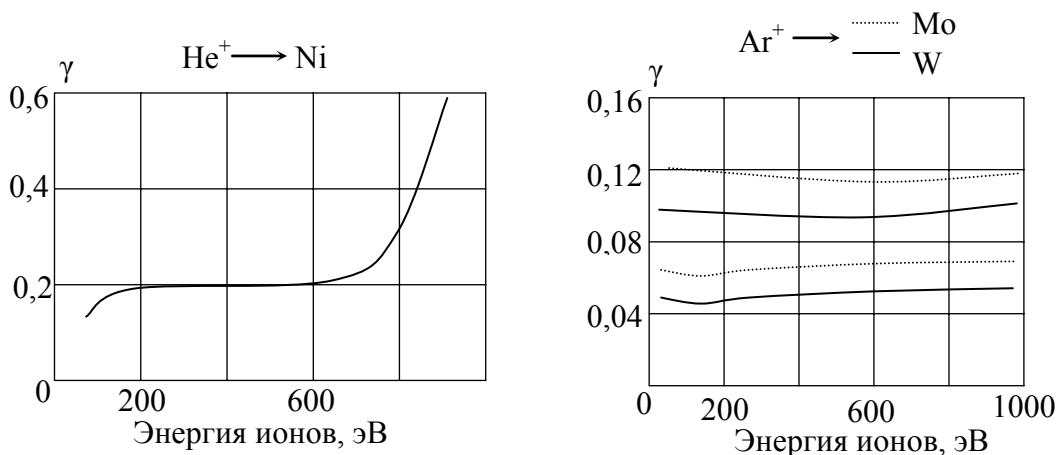 He⁺ → Ni
γ
0,6
0,4
0,2
0
200
600
Энергия ионов, эВ
Ar⁺ →
Mo
W
γ
0,16
0,12
0,08
0,04
0
200
600
1000
Энергия ионов, эВ